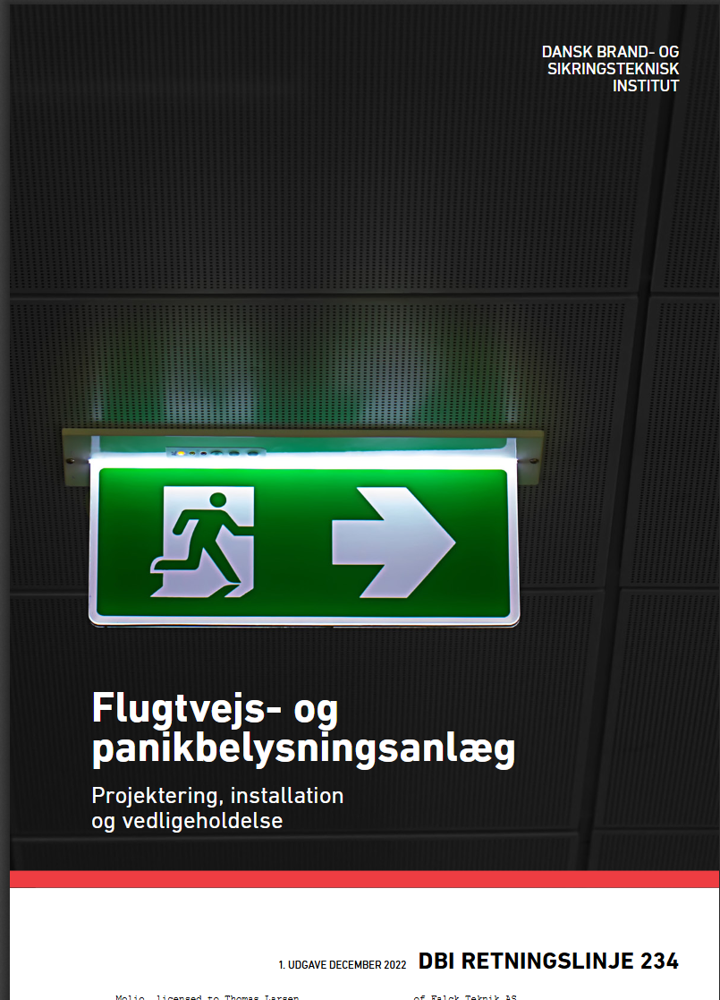 DANSK BRAND- OG
SIKRINGSTEKNISK
INSTITUT
Flugtvejs- og
panikbelysningsanlæg
Projektering, installation
og vedligeholdelse
1. UDGAVE DECEMBER 2022 DBI RETNINGSLINJE 234
Molio, licensed to Thomas Larsen of Falck Teknik AS